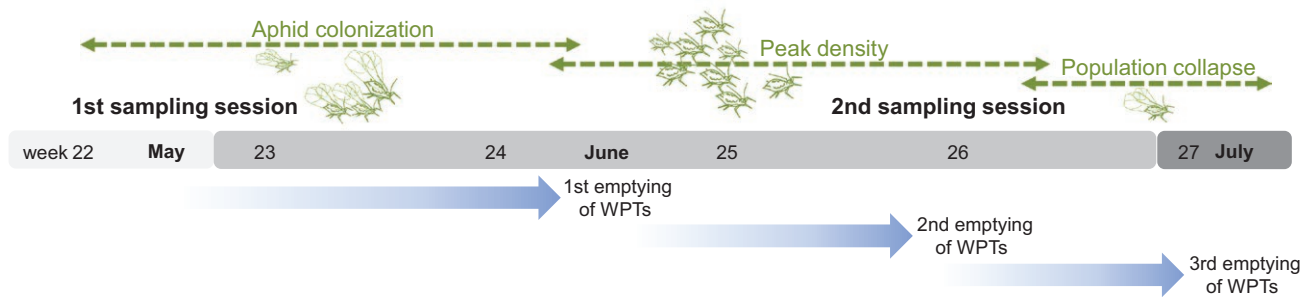 Aphid colonization
Peak density
Population collapse
1st sampling session
2nd sampling session
week 22 May 23 24 June 25 26 27 July
1st emptying
of WPTs
2nd emptying
of WPTs
3rd emptying
of WPTs